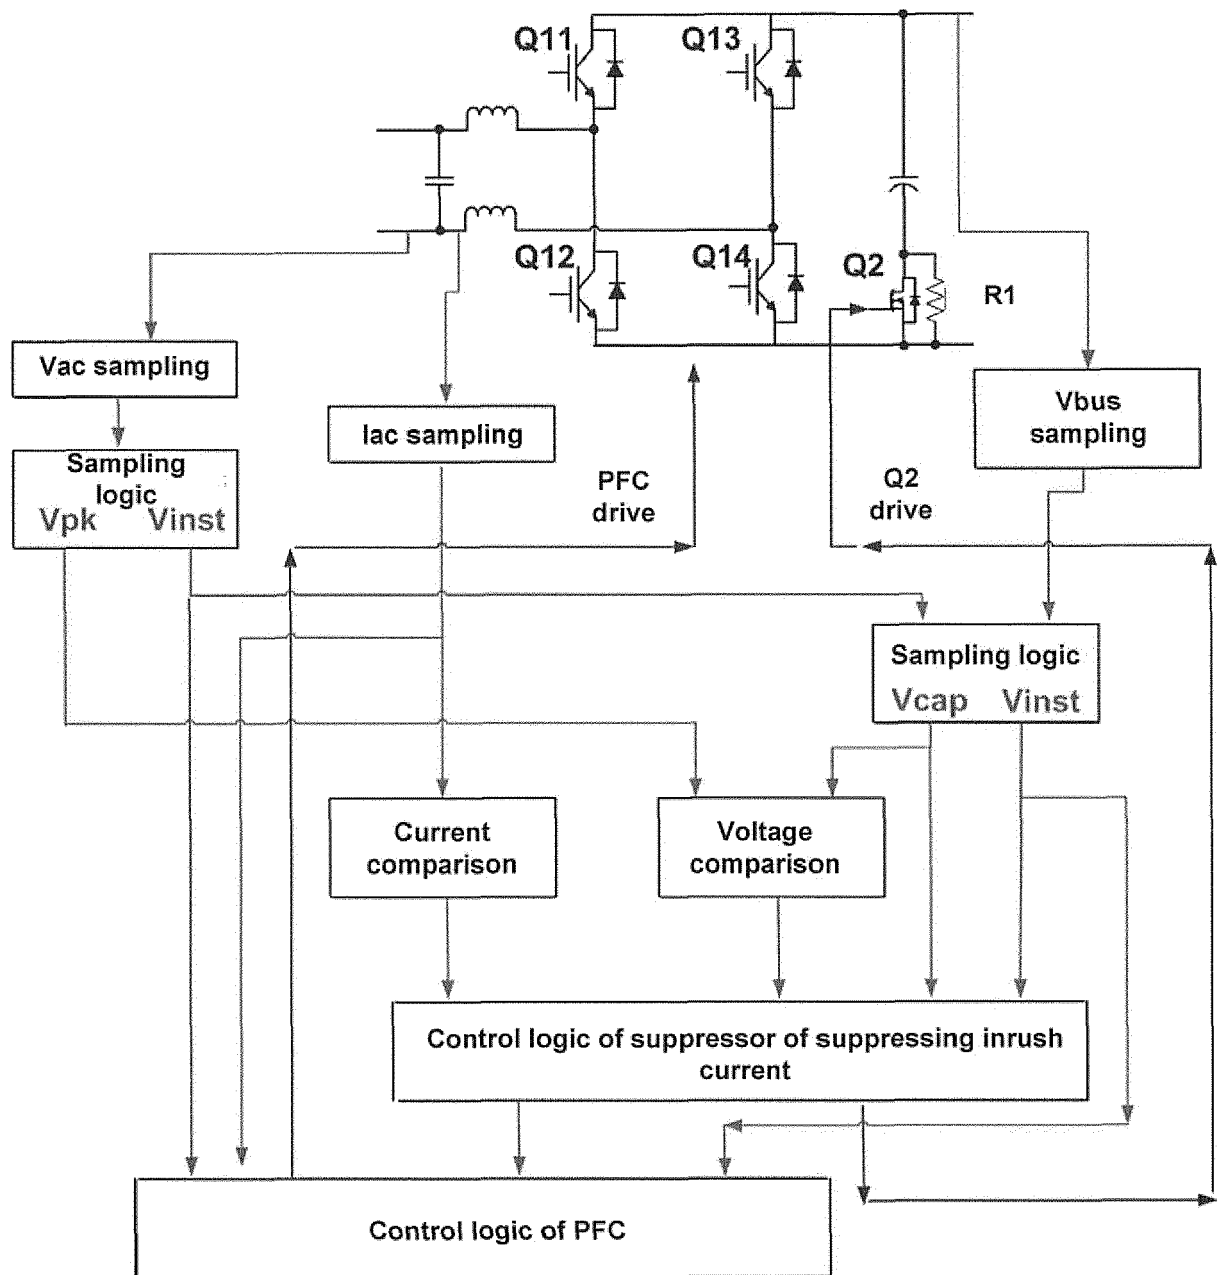 Q11
Q13
Q12
Q14
Q2
R1
Vac sampling
Iac sampling
Vbus
sampling
Sampling
logic
Vpk Vinst
PFC
drive
Q2
drive
Sampling logic
Vcap Vinst
Current
comparison
Voltage
comparison
Control logic of suppressor of suppressing inrush
current
Control logic of PFC